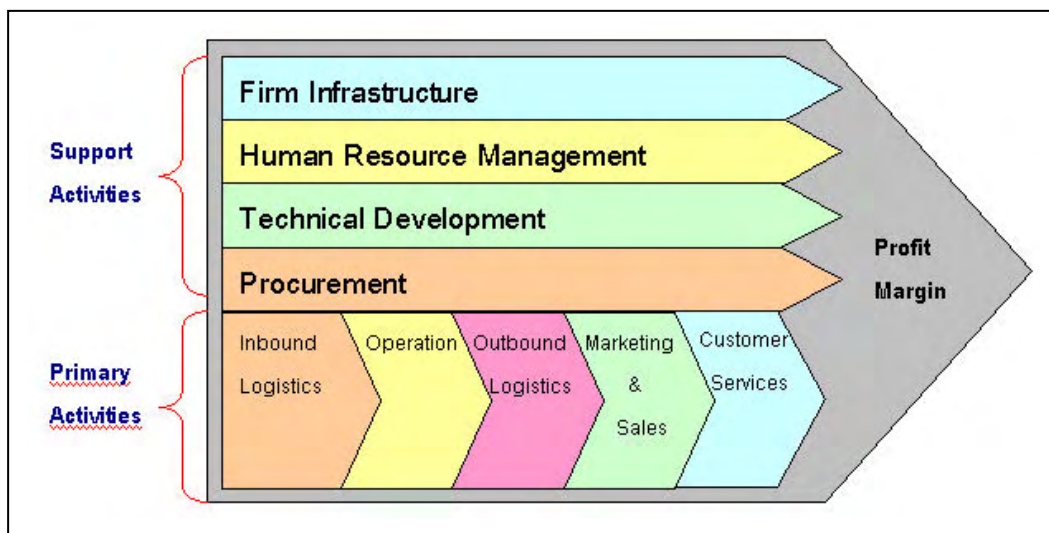 Support
Activities
Firm Infrastructure
Human Resource Management
Technical Development
Procurement
Profit
Margin
Primary
Activities
Inbound
Logistics
Operation
Outbound
Logistics
Marketing
&
Sales
Customer
Services